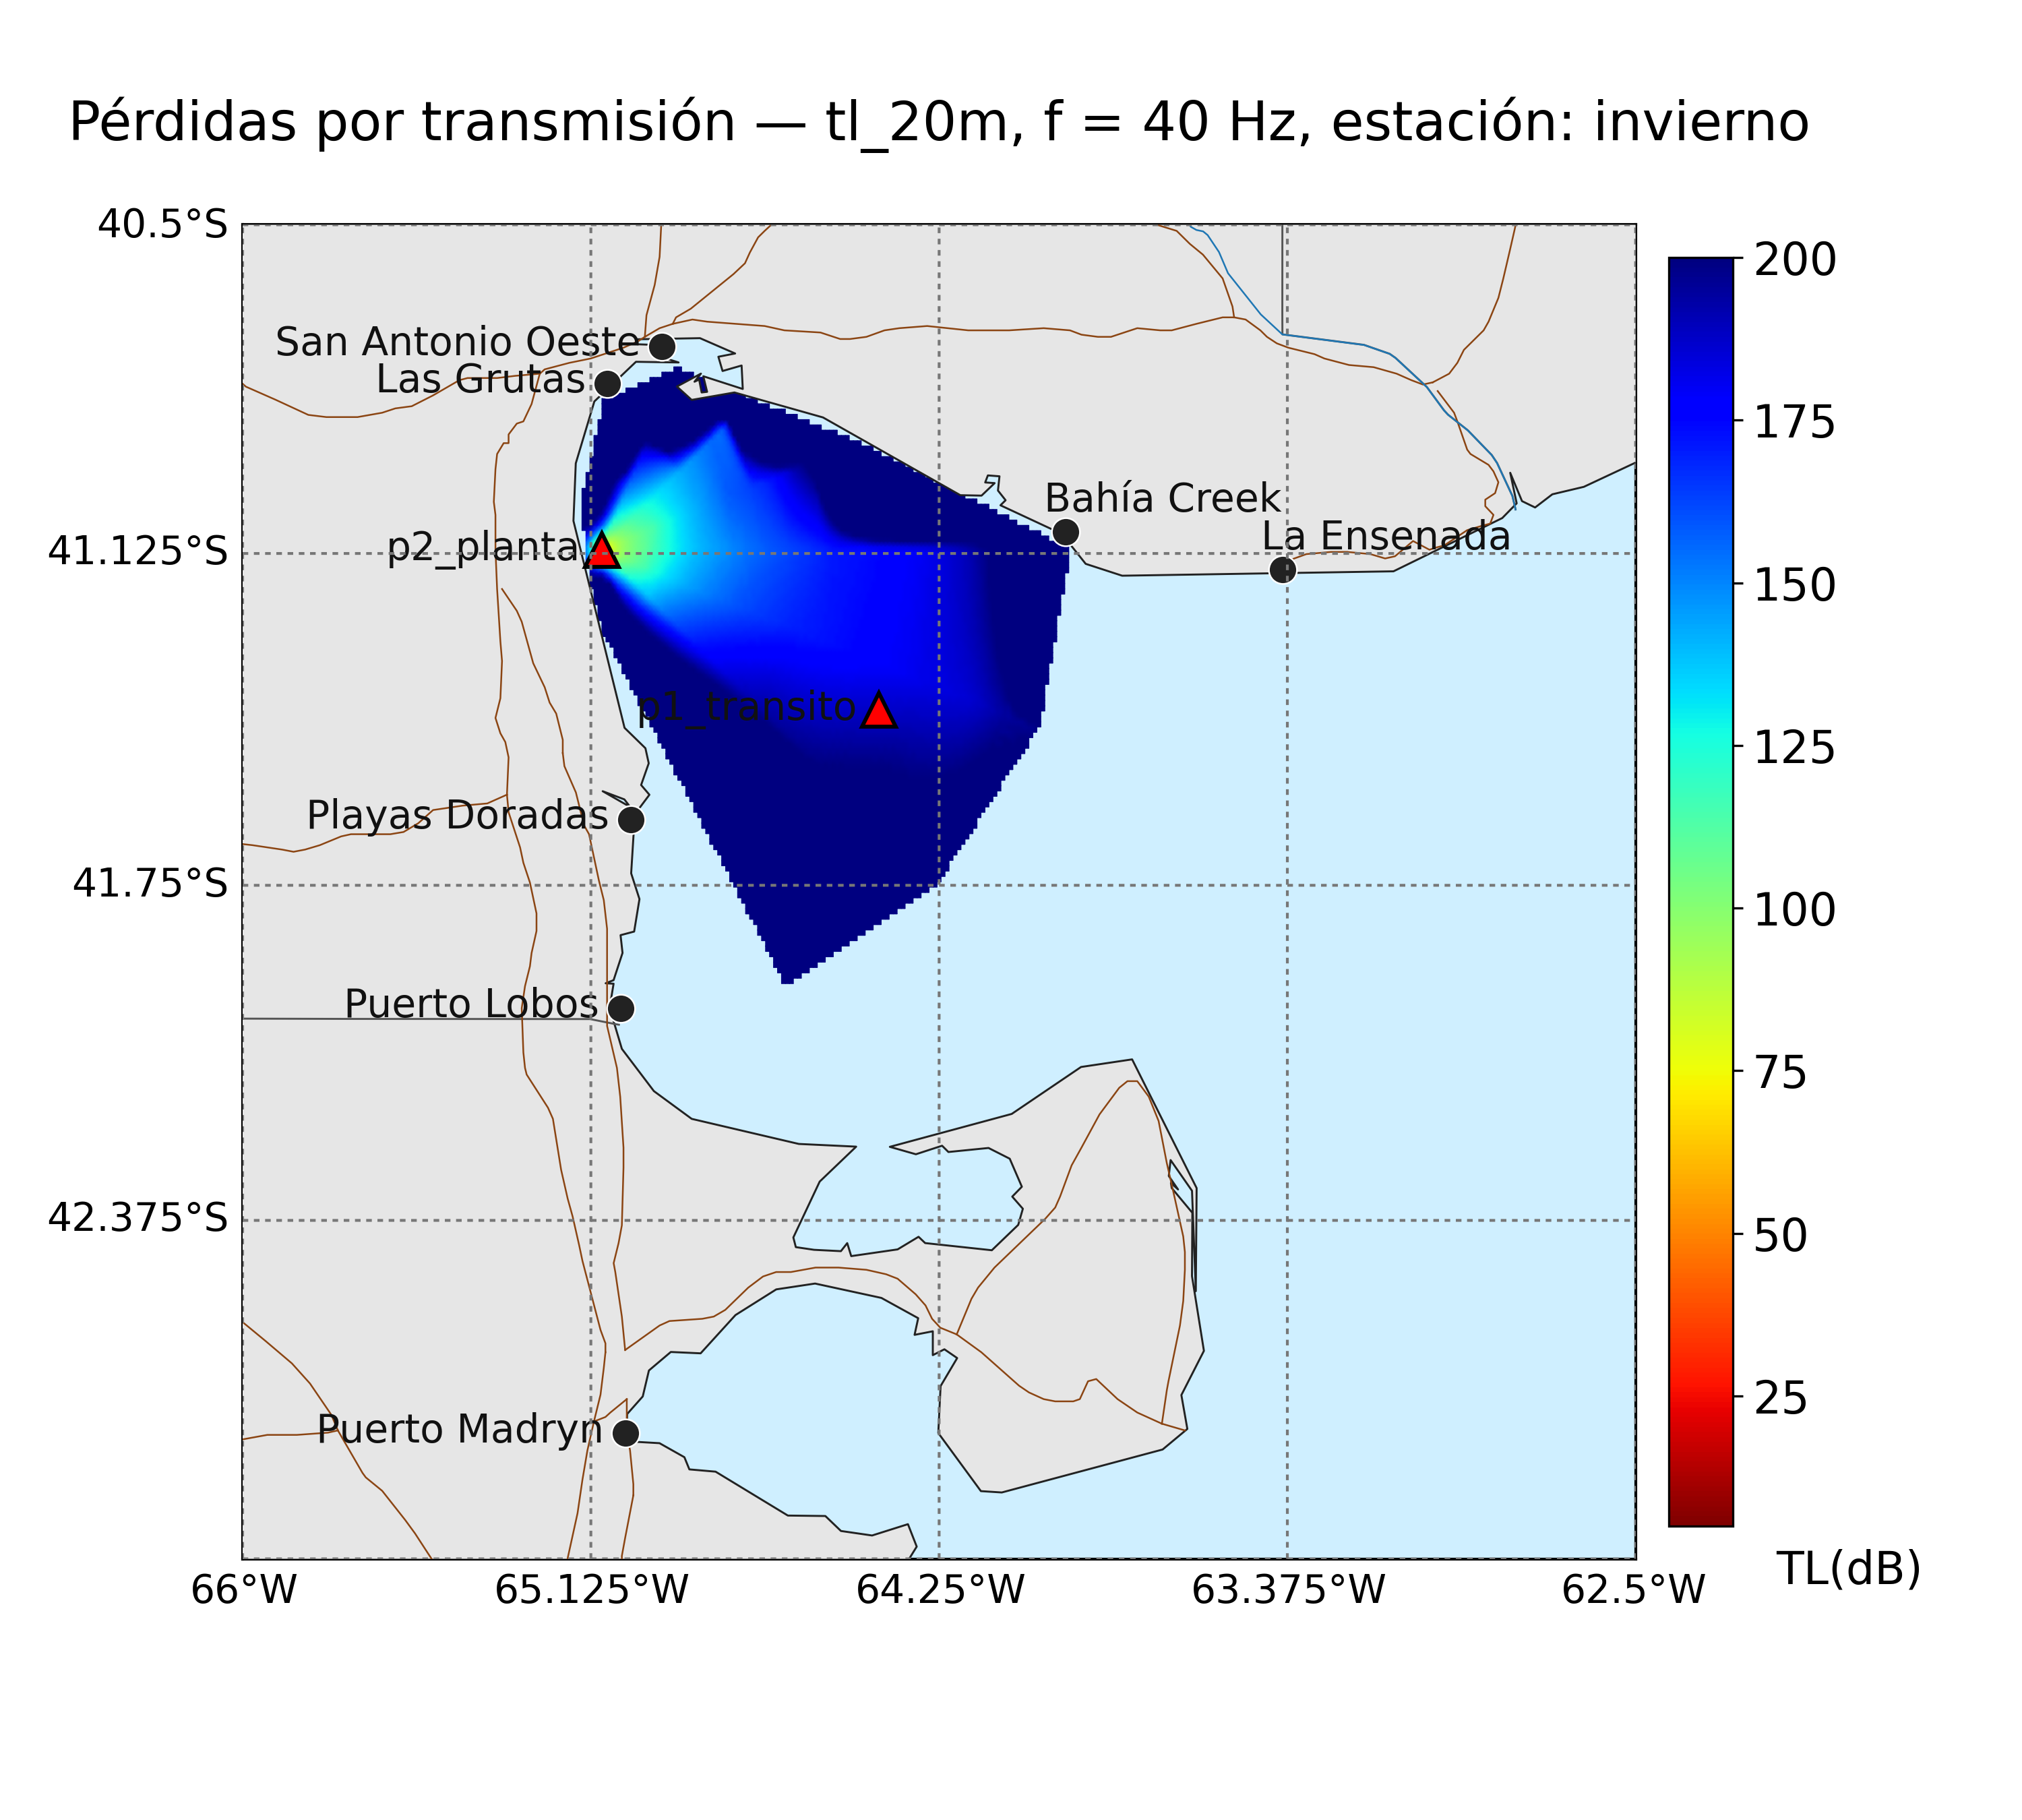 Pérdidas por transmisión — tl_20m, f = 40 Hz, estación: invierno
40.5°S
200
San Antonio Oeste
Las Grutas
175
Bahía Creek
La Ensenada
p2_planta
41.125°S
150
p1_transito
125
Playas Doradas
41.75°S
100
Puerto Lobos
75
42.375°S
50
25
Puerto Madryn
TL(dB)
66°W
65.125°W
64.25°W
63.375°W
62.5°W